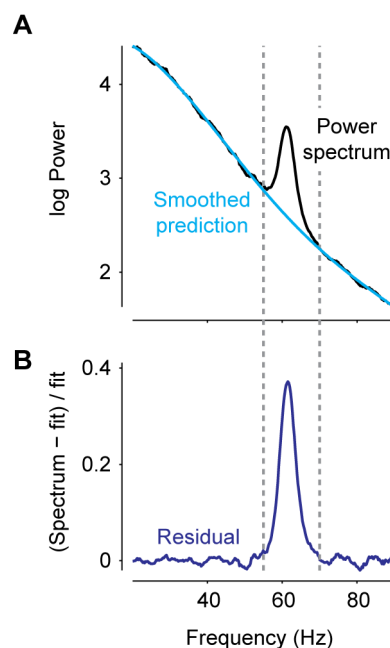 A
4
3
2
log Power
Power
spectrum
Smoothed
prediction
B
0.4
0.2
0
(Spectrum – fit) / fit
Residual
40
60
80
Frequency (Hz)